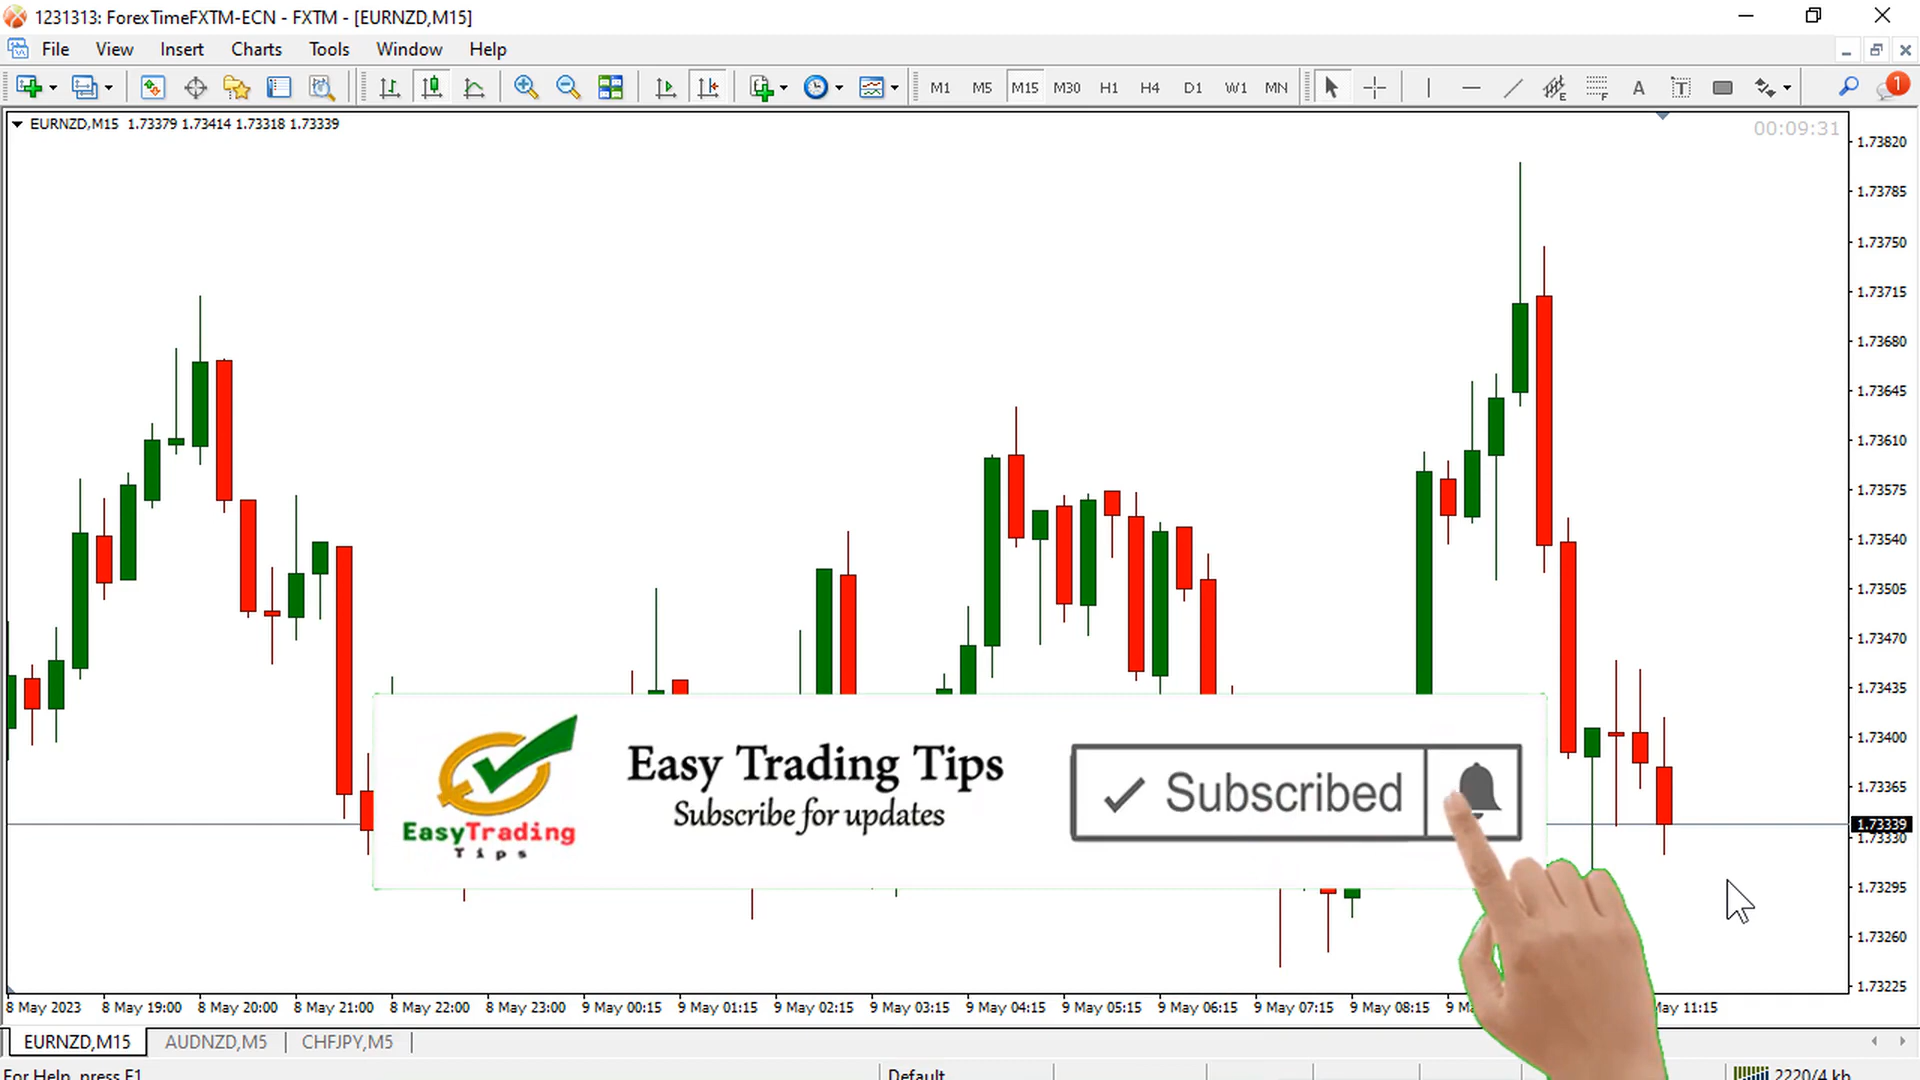 1231313: ForexTimeFXTM-ECN - FXTM - [EURNZD,M15]
File View Insert Charts Tools Window Help
M1 M5 M15 M30 H1 H4 D1 W1 MN E F A T 1
EURNZD,M15 1.73379 1.73414 1.73318 1.73339
00:09:31
1.73820
1.73785
1.73750
1.73715
1.73680
1.73645
1.73610
1.73575
1.73540
1.73505
1.73470
1.73435
1.73400
1.73365
1.73339
1.73330
1.73295
1.73260
1.73225
EasyTrading
Tips
Easy Trading Tips
Subscribe for updates
Subscribed
8 May 2023 8 May 19:00 8 May 20:00 8 May 21:00 8 May 22:00 8 May 23:00 9 May 00:15 9 May 01:15 9 May 02:15 9 May 03:15 9 May 04:15 9 May 05:15 9 May 06:15 9 May 07:15 9 May 08:15 9 May 11:15
EURNZD,M15 AUDNZD,M5 CHFJPY,M5
For Help, press F1 Default 2220/4 kb